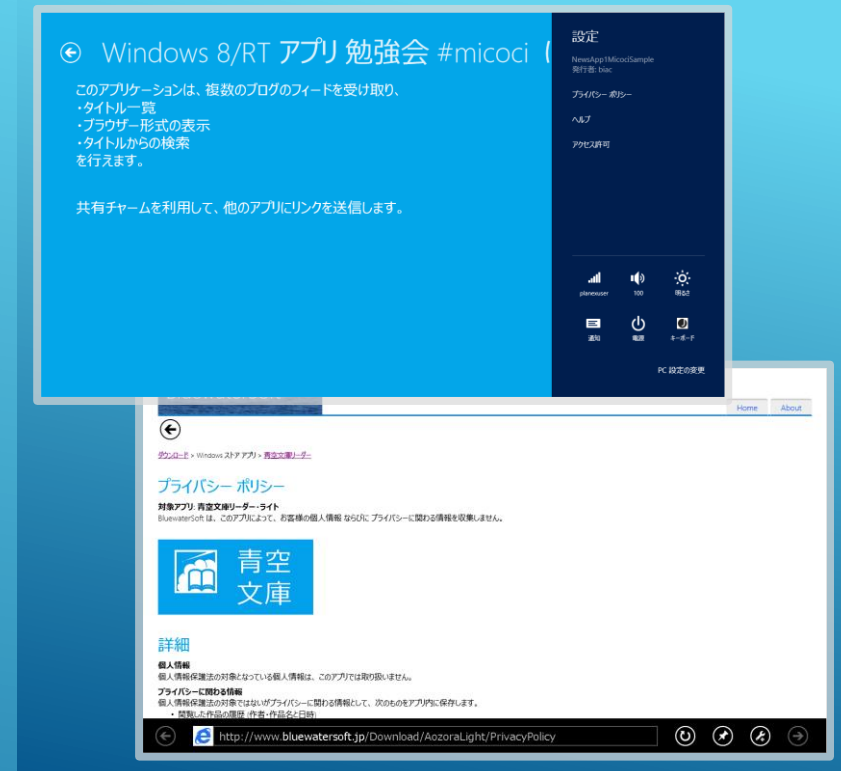 Windows 8/RT アプリ 勉強会 #micoci
このアプリケーションは、複数のブログのフィードを受け取り、
・タイトル一覧
・ブラウザー形式の表示
・タイトルからの検索
を行えます。
共有チャームを利用して、他のアプリにリンクを送信します。
設定
NewsApp1MicociSample
発行者: biac
プライバシー ポリシー
ヘルプ
アクセス許可
planexuser
100
明るさ
通知
電源
キーボード
PC 設定の変更
Home
About
ダウンロード > Windows ストア アプリ > 青空文庫リーダー
プライバシー ポリシー
対象アプリ: 青空文庫リーダー・ライト
BluewaterSoft は、このアプリによって、お客様の個人情報 ならびに プライバシーに関わる情報を収集しません。
青空
文庫
詳細
個人情報
個人情報保護法の対象となっている個人情報は、このアプリでは取り扱いません。
プライバシーに関わる情報
個人情報保護法の対象ではないがプライバシーに関わる情報として、次のものをアプリ内に保存します。
• 閲覧した作品の履歴 (作者・作品名と日時)
http://www.bluewatersoft.jp/Download/AozoraLight/PrivacyPolicy